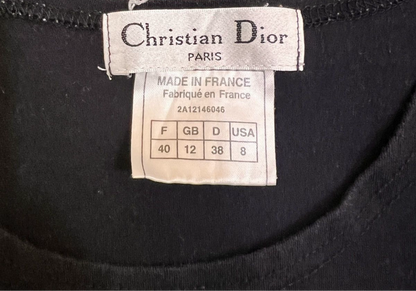 Christian Dior
PARIS
MADE IN FRANCE
Fabriqué en France
2A12146046
F GB D USA
40 12 38 8